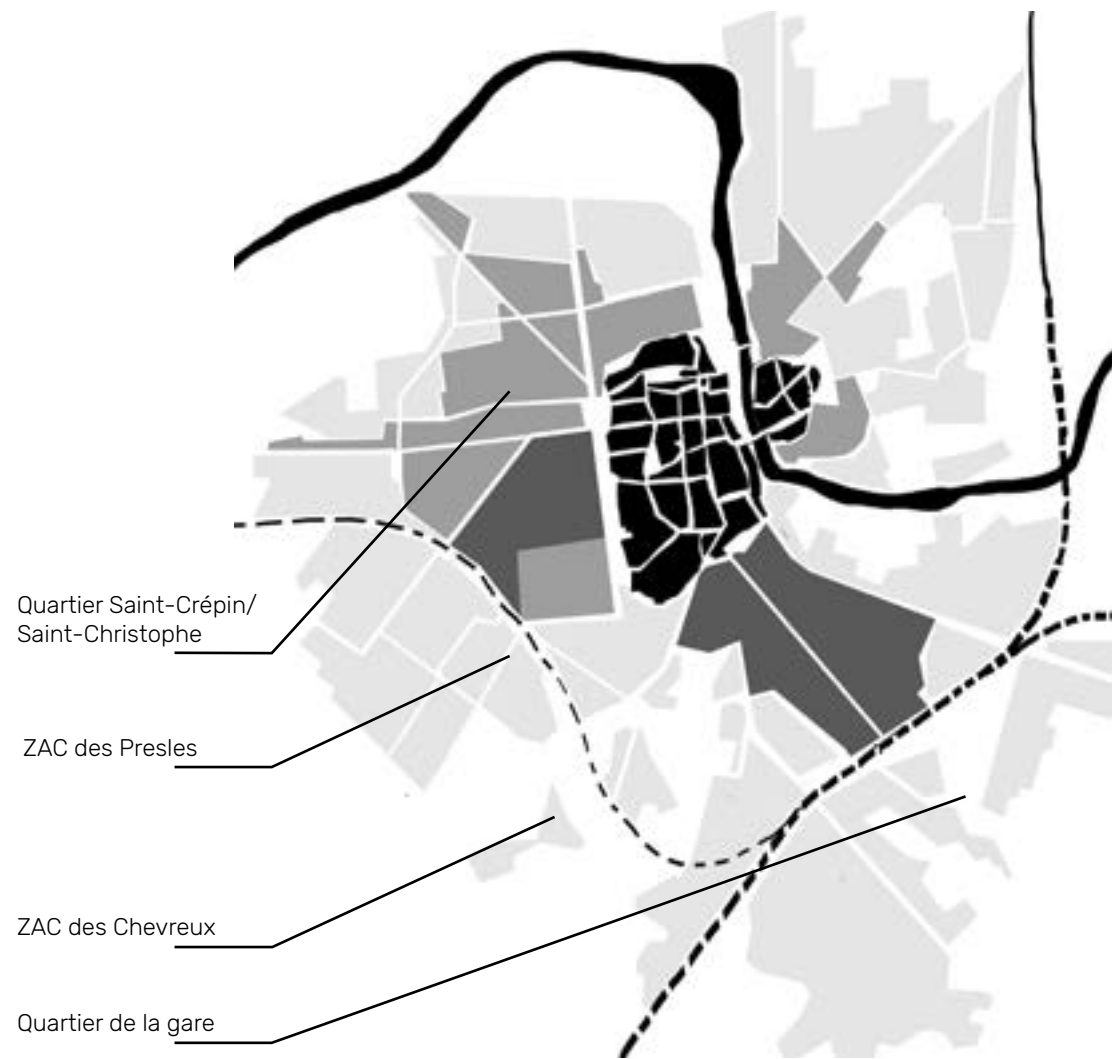 Quartier Saint-Crépin/
Saint-Christophe
ZAC des Presles
ZAC des Chevreux
Quartier de la gare